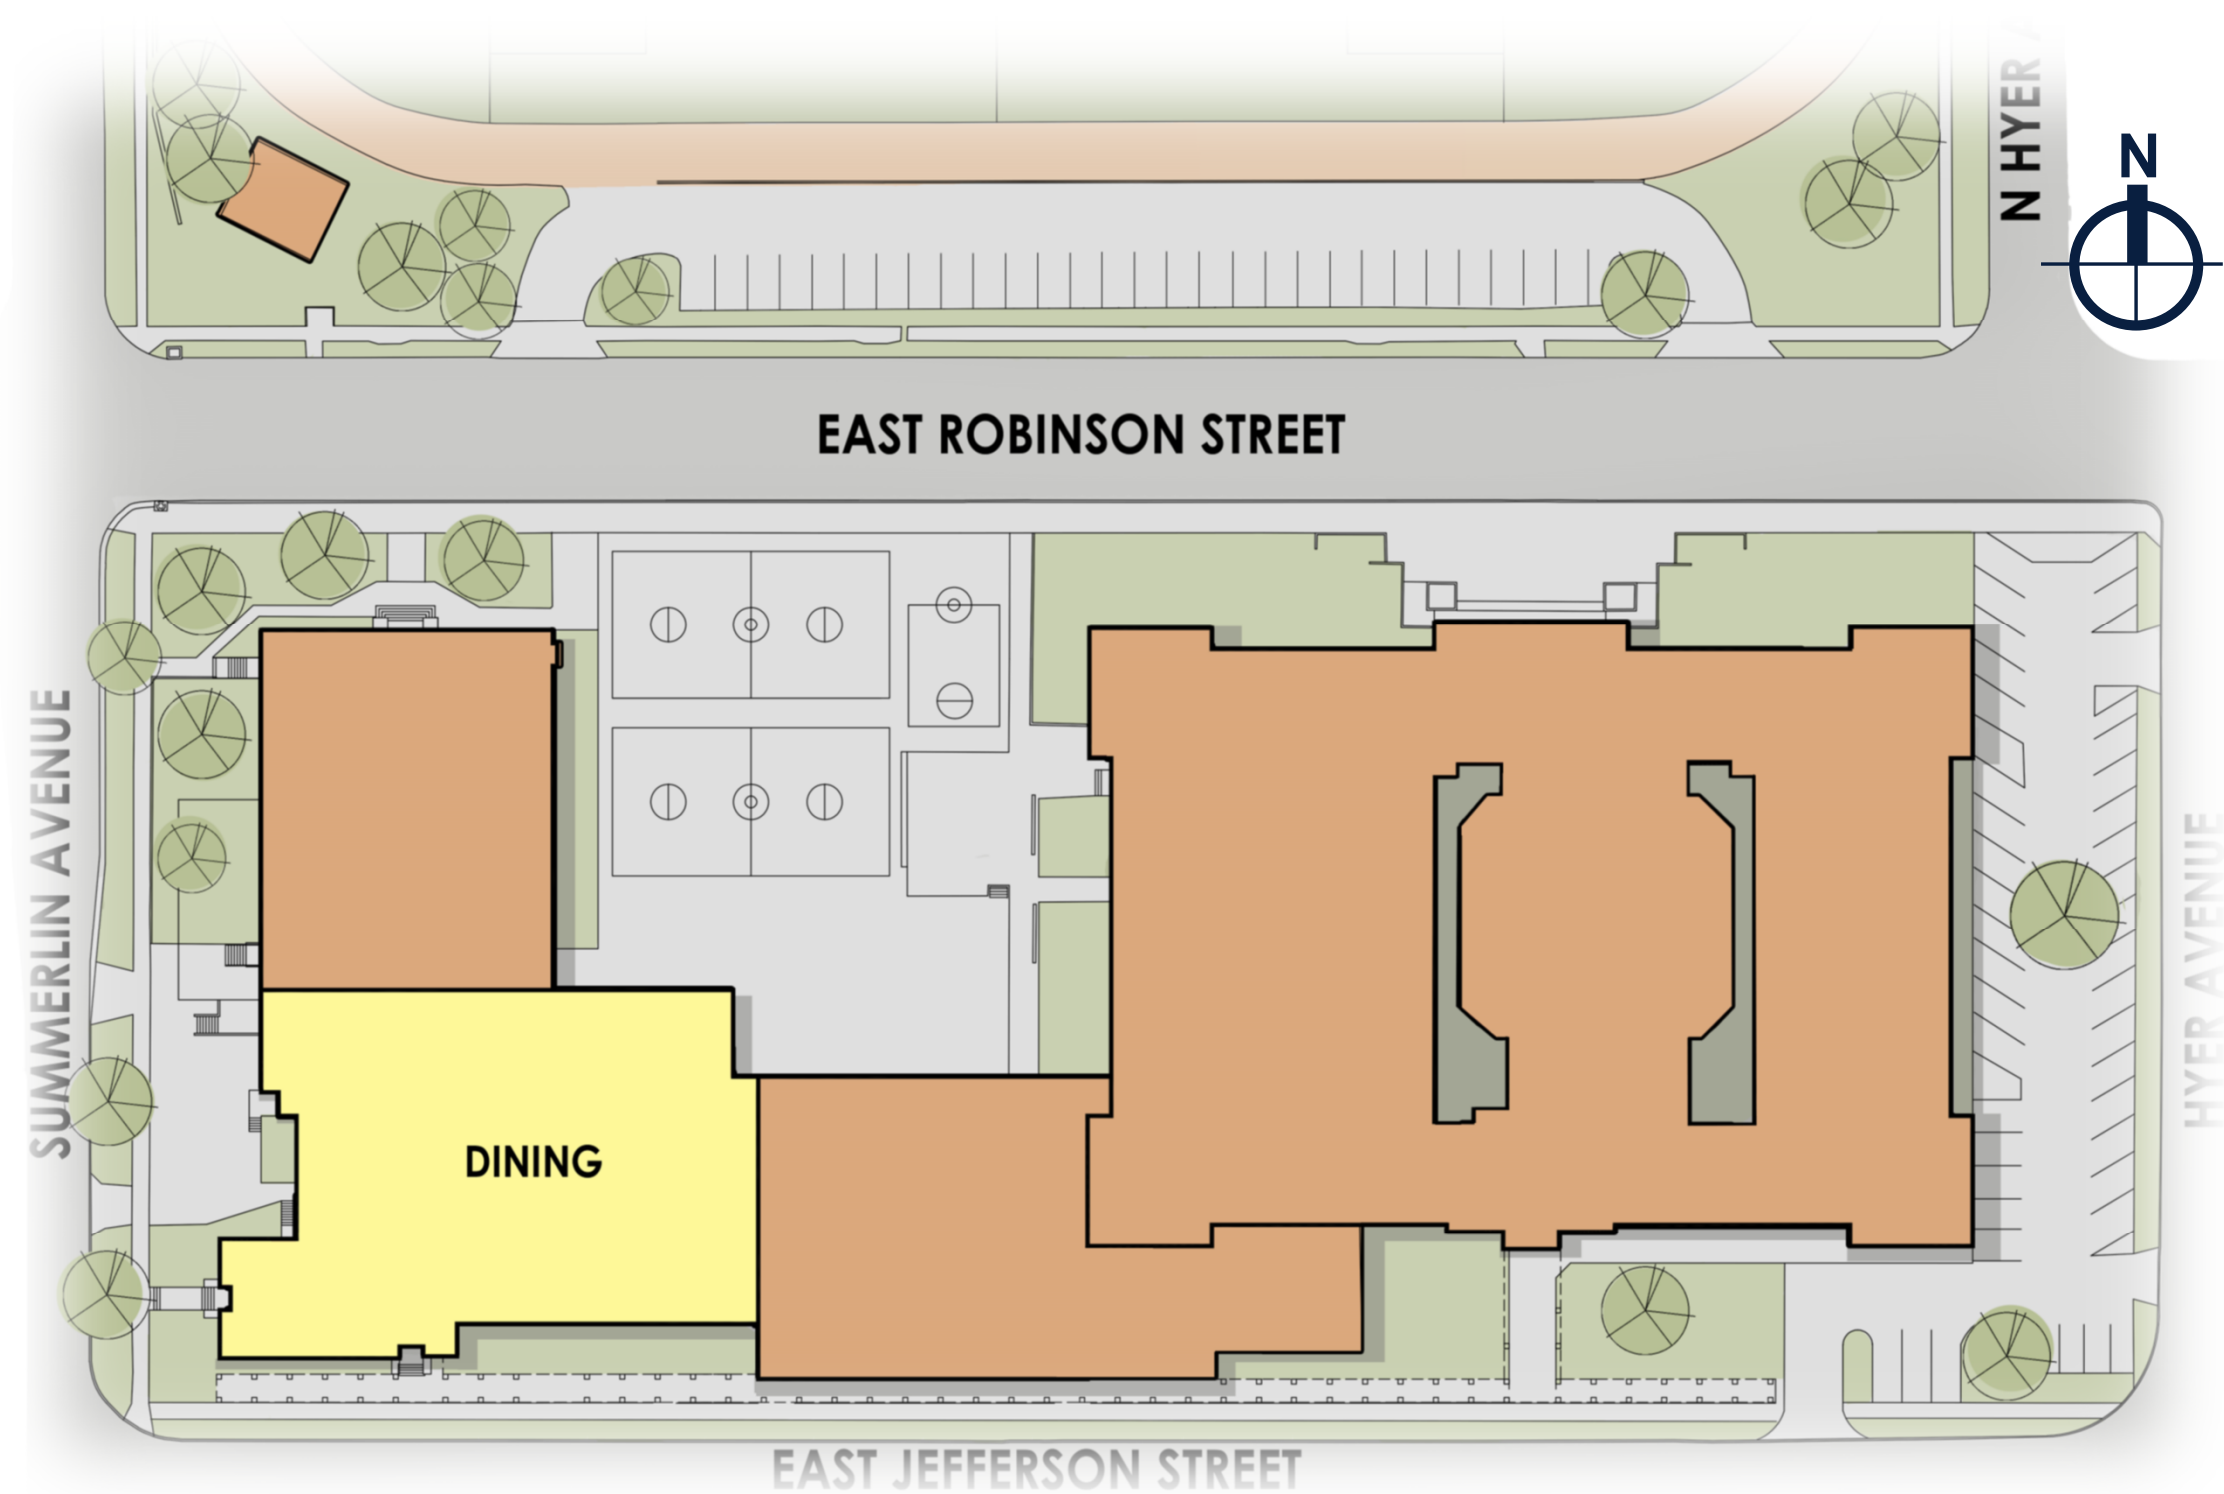 N HYER A
N
EAST ROBINSON STREET
SUMMERLIN AVENUE
HYER AVENUE
DINING
EAST JEFFERSON STREET